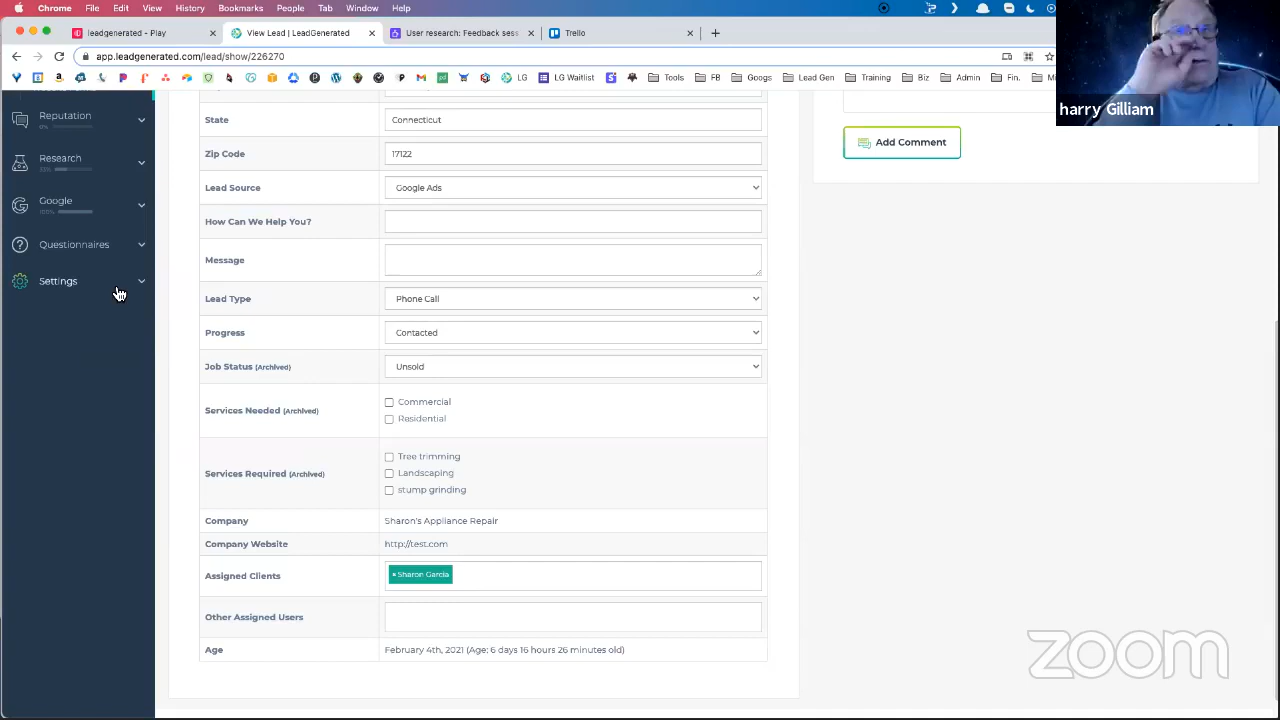 Chrome File Edit View History Bookmarks People Tab Window Help
leadgenerated - Play × View Lead | LeadGenerated × User research: Feedback sess × Trello × +
app.leadgenerated.com/lead/show/226270
LG LG Waitlist Tools FB Googs Lead Gen Training Biz Admin Fin.
harry Gilliam
Reputation
0%
Research
33%
Google
100%
Questionnaires
Settings
State Connecticut
Zip Code 17122
Lead Source Google Ads
How Can We Help You?
Message
Lead Type Phone Call
Progress Contacted
Job Status (Archived) Unsold
Services Needed (Archived)
Commercial
Residential
Services Required (Archived)
Tree trimming
Landscaping
stump grinding
Company Sharon's Appliance Repair
Company Website http://test.com
Assigned Clients × Sharon Garcia
Other Assigned Users
Age February 4th, 2021 (Age: 6 days 16 hours 26 minutes old)
Add Comment
zoom